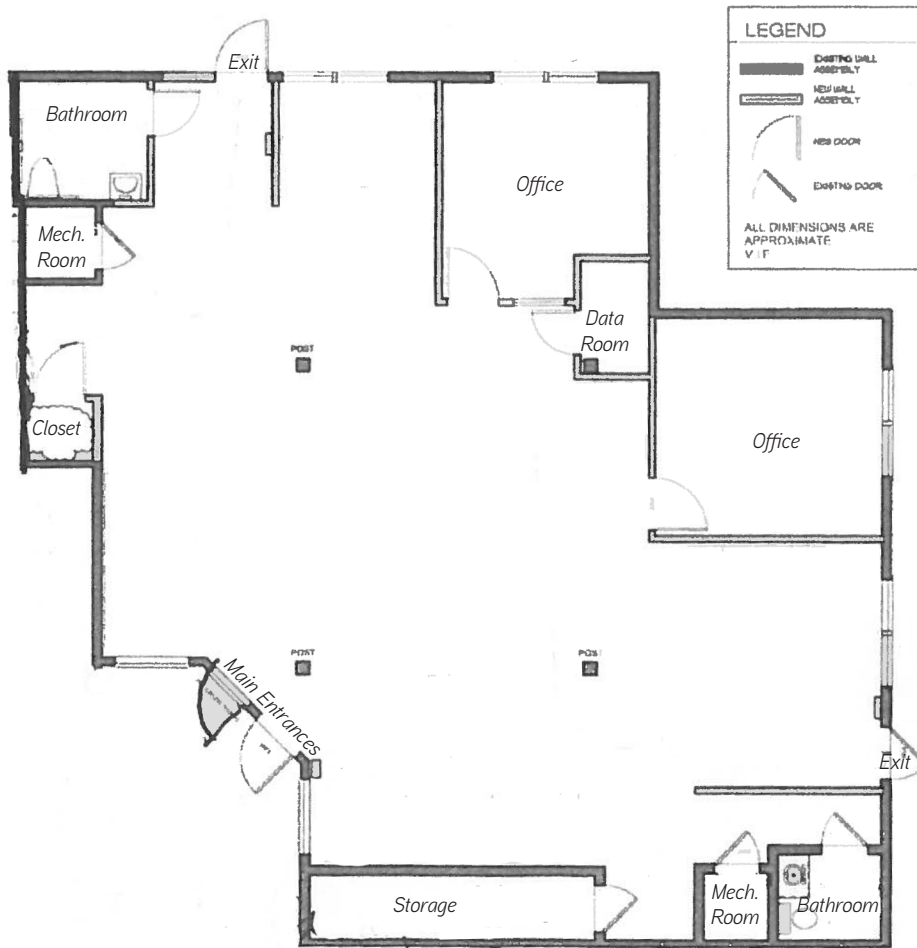 LEGEND
EXISTING WALL
ASSEMBLY
NEW WALL
ASSEMBLY
NEW DOOR
EXISTING DOOR
ALL DIMENSIONS ARE
APPROXIMATE
V I F
Exit
Bathroom
Office
Mech.
Room
Data
Room
POST
Closet
Office
POST
POST
Main Entrances
Exit
Storage
Mech.
Room
Bathroom